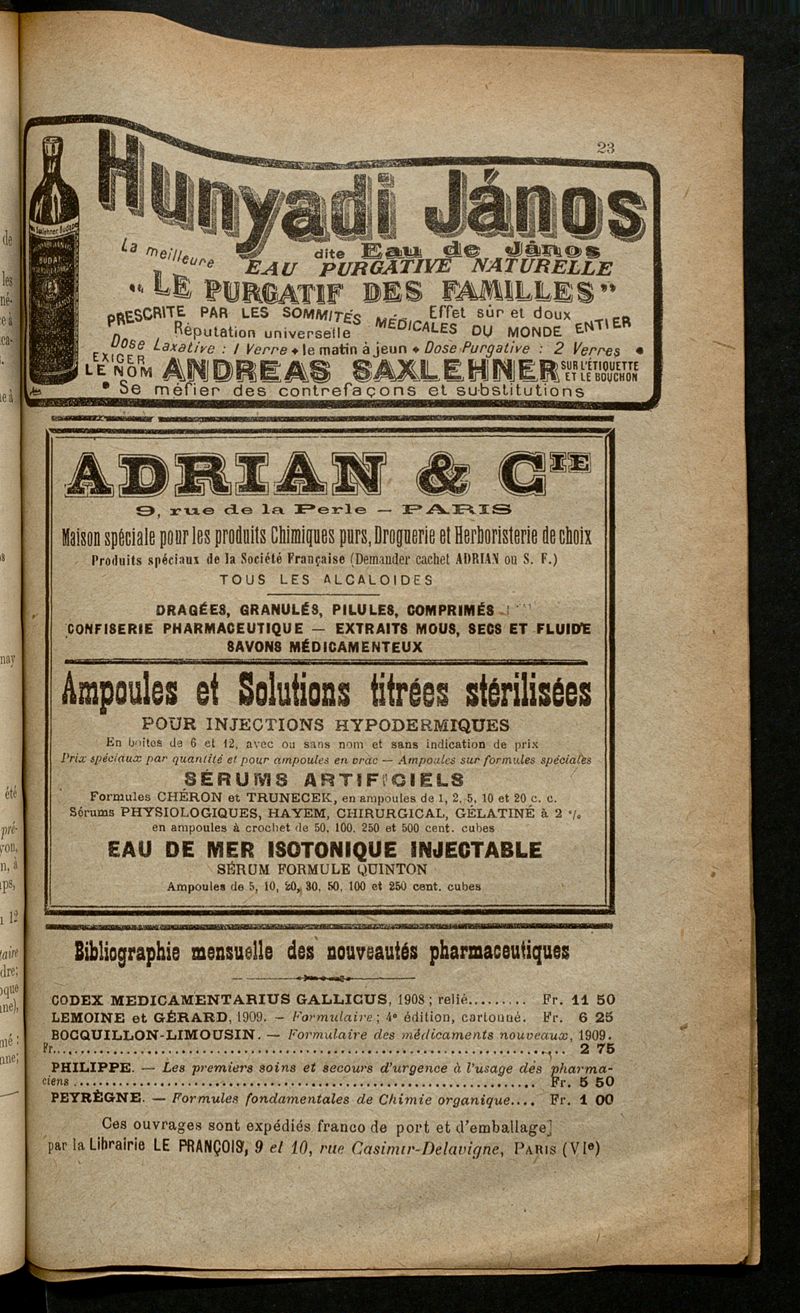 23
Hunyadi János
La meilleure
dite Eau de János
EAU PURGATIVE NATURELLE
"LE PURGATIF DES FAMILLES"
PRESCRITE PAR LES SOMMITÉS MÉDICALES DU MONDE ENTIER
Effet sûr et doux
Réputation universelle
Dose Laxative : 1 Verre le matin à jeun Dose Purgative : 2 Verres
EXIGER
LE NOM ANDREAS SAXLEHNER SUR L'ÉTIQUETTE ET LE BOUCHON
Se méfier des contrefaçons et substitutions
ADRIAN & CIE
9, rue de la Perle — PARIS
Maison spéciale pour les produits Chimiques purs, Droguerie et Herboristerie de choix
Produits spéciaux de la Société Française (Demander cachet ADRIAN ou S. F.)
TOUS LES ALCALOIDES
DRAGÉES, GRANULÉS, PILULES, COMPRIMÉS
CONFISERIE PHARMACEUTIQUE — EXTRAITS MOUS, SECS ET FLUIDE
SAVONS MÉDICAMENTEUX
Ampoules et Solutions titrées stérilisées
POUR INJECTIONS HYPODERMIQUES
En boites de 6 et 12, avec ou sans nom et sans indication de prix
Prix spéciaux par quantité et pour ampoules en vrac — Ampoules sur formules spéciales
SÉRUMS ARTIFICIELS
Formules CHÉRON et TRUNECEK, en ampoules de 1, 2, 5, 10 et 20 c. c.
Sérums PHYSIOLOGIQUES, HAYEM, CHIRURGICAL, GÉLATINÉ à 2 %
en ampoules à crochet de 50, 100, 250 et 500 cent. cubes
EAU DE MER ISOTONIQUE INJECTABLE
SÉRUM FORMULE QUINTON
Ampoules de 5, 10, 20, 30, 50, 100 et 250 cent. cubes
Bibliographie mensuelle des nouveautés pharmaceutiques
CODEX MEDICAMENTARIUS GALLICUS, 1908 ; relié......... Fr. 11 50
LEMOINE et GÉRARD, 1909. — Formulaire ; 4e édition, cartonné. Fr. 6 25
BOCQUILLON-LIMOUSIN. — Formulaire des médicaments nouveaux, 1909.
Fr............ 2 75
PHILIPPE. — Les premiers soins et secours d'urgence à l'usage des pharma-
ciens............ Fr. 5 50
PEYRÈGNE. — Formules fondamentales de Chimie organique.... Fr. 1 00
Ces ouvrages sont expédiés franco de port et d'emballage]
par la Librairie LE FRANÇOIS, 9 et 10, rue Casimir-Delavigne, PARIS (VIe)